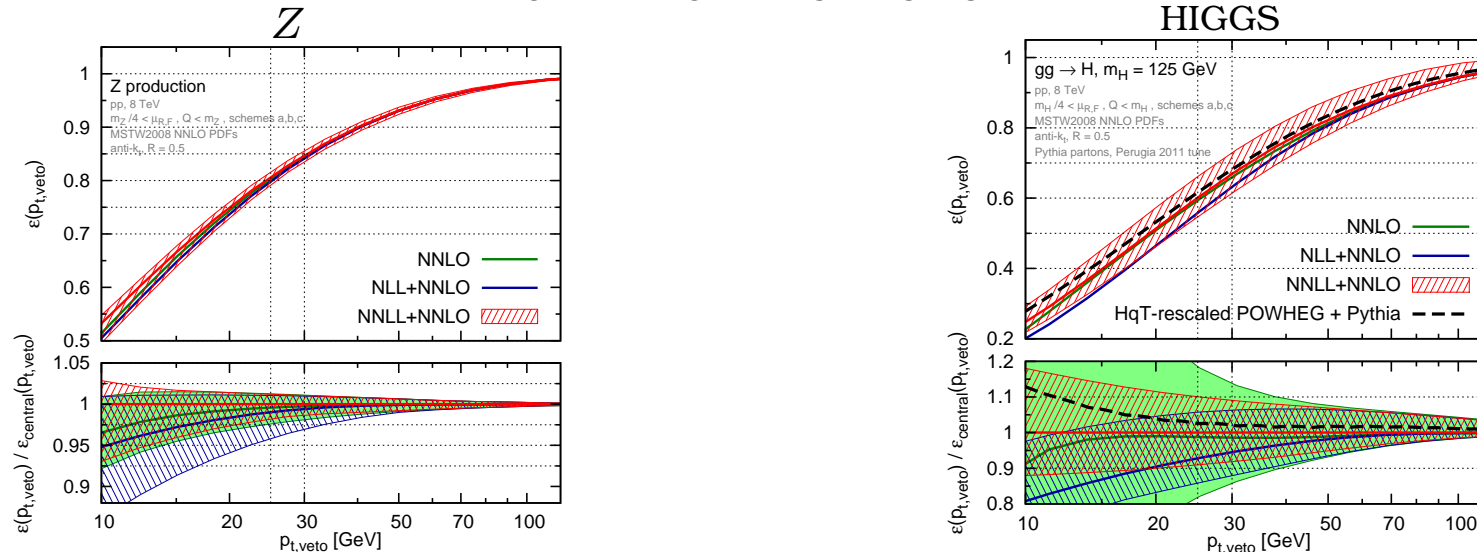 Z
HIGGS
Z production
pp, 8 TeV
m_Z /4 < μ_R,F , Q < m_Z , schemes a,b,c
MSTW2008 NNLO PDFs
anti-k_t, R = 0.5
ε(p_t,veto)
1
0.9
0.8
0.7
0.6
0.5
NNLO
NLL+NNLO
NNLL+NNLO
ε(p_t,veto) / ε_central(p_t,veto)
1.05
1
0.95
0.9
10
20
30
50
70
100
p_t,veto [GeV]
gg → H, m_H = 125 GeV
pp, 8 TeV
m_H /4 < μ_R,F , Q < m_H , schemes a,b,c
MSTW2008 NNLO PDFs
anti-k_t, R = 0.5
Pythia partons, Perugia 2011 tune
ε(p_t,veto)
1
0.8
0.6
0.4
0.2
NNLO
NLL+NNLO
NNLL+NNLO
HqT-rescaled POWHEG + Pythia
ε(p_t,veto) / ε_central(p_t,veto)
1.2
1.1
1
0.9
0.8
10
20
30
50
70
100
p_t,veto [GeV]